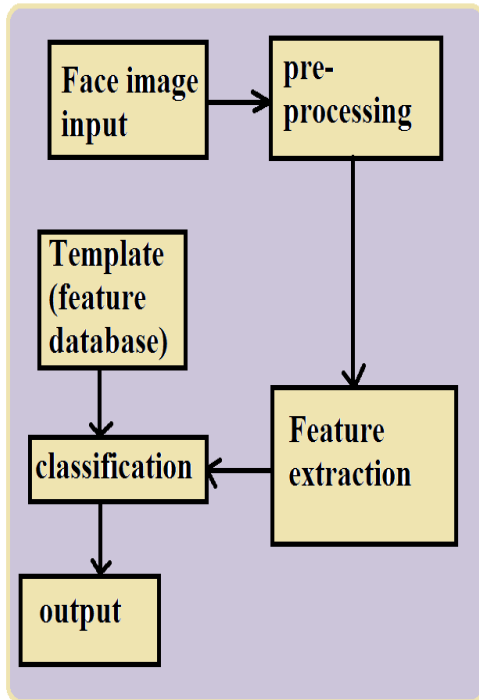 Face image
input
pre-
processing
Template
(feature
database)
Feature
extraction
classification
output